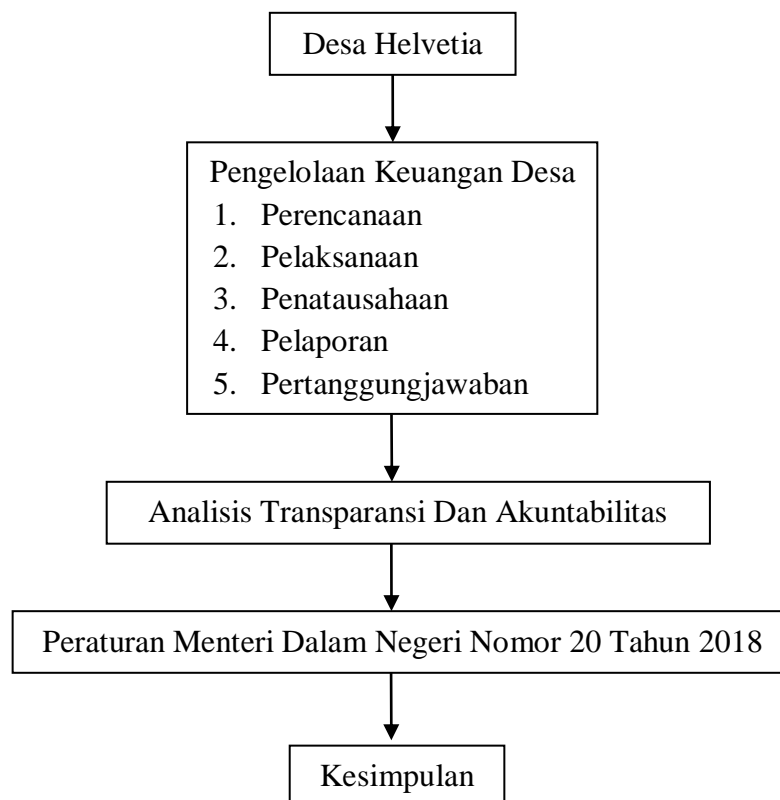 Desa Helvetia
Pengelolaan Keuangan Desa
1. Perencanaan
2. Pelaksanaan
3. Penatausahaan
4. Pelaporan
5. Pertanggungjawaban
Analisis Transparansi Dan Akuntabilitas
Peraturan Menteri Dalam Negeri Nomor 20 Tahun 2018
Kesimpulan